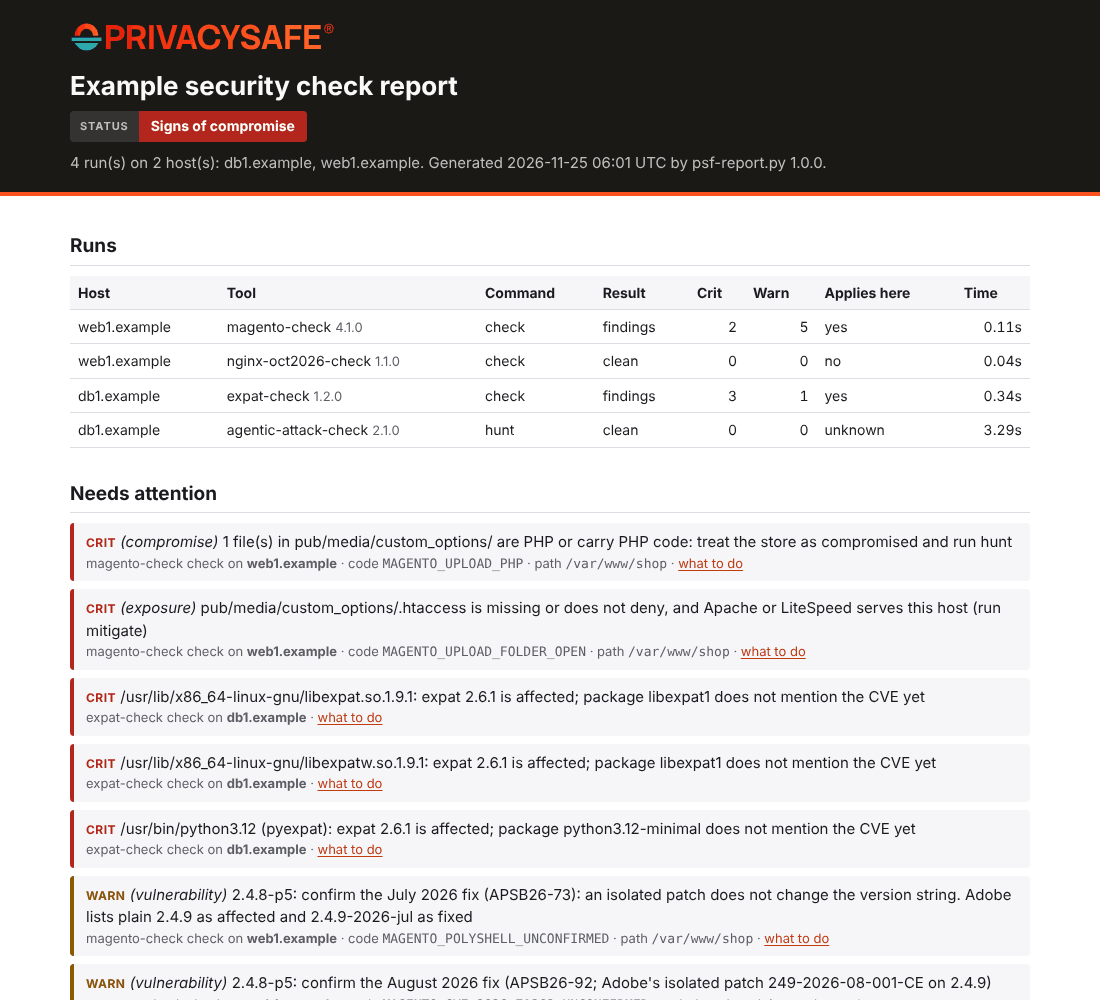 PRIVACYSAFE®
Example security check report
STATUS Signs of compromise
4 run(s) on 2 host(s): db1.example, web1.example. Generated 2026-11-25 06:01 UTC by psf-report.py 1.0.0.
Runs
Host Tool Command Result Crit Warn Applies here Time
web1.example magento-check 4.1.0 check findings 2 5 yes 0.11s
web1.example nginx-oct2026-check 1.1.0 check clean 0 0 no 0.04s
db1.example expat-check 1.2.0 check findings 3 1 yes 0.34s
db1.example agentic-attack-check 2.1.0 hunt clean 0 0 unknown 3.29s
Needs attention
CRIT (compromise) 1 file(s) in pub/media/custom_options/ are PHP or carry PHP code: treat the store as compromised and run hunt
magento-check check on web1.example · code MAGENTO_UPLOAD_PHP · path /var/www/shop · what to do
CRIT (exposure) pub/media/custom_options/.htaccess is missing or does not deny, and Apache or LiteSpeed serves this host (run
mitigate)
magento-check check on web1.example · code MAGENTO_UPLOAD_FOLDER_OPEN · path /var/www/shop · what to do
CRIT /usr/lib/x86_64-linux-gnu/libexpat.so.1.9.1: expat 2.6.1 is affected; package libexpat1 does not mention the CVE yet
expat-check check on db1.example · what to do
CRIT /usr/lib/x86_64-linux-gnu/libexpatw.so.1.9.1: expat 2.6.1 is affected; package libexpat1 does not mention the CVE yet
expat-check check on db1.example · what to do
CRIT /usr/bin/python3.12 (pyexpat): expat 2.6.1 is affected; package python3.12-minimal does not mention the CVE yet
expat-check check on db1.example · what to do
WARN (vulnerability) 2.4.8-p5: confirm the July 2026 fix (APSB26-73): an isolated patch does not change the version string. Adobe
lists plain 2.4.9 as affected and 2.4.9-2026-jul as fixed
magento-check check on web1.example · code MAGENTO_POLYSHELL_UNCONFIRMED · path /var/www/shop · what to do
WARN (vulnerability) 2.4.8-p5: confirm the August 2026 fix (APSB26-92; Adobe's isolated patch 249-2026-08-001-CE on 2.4.9)